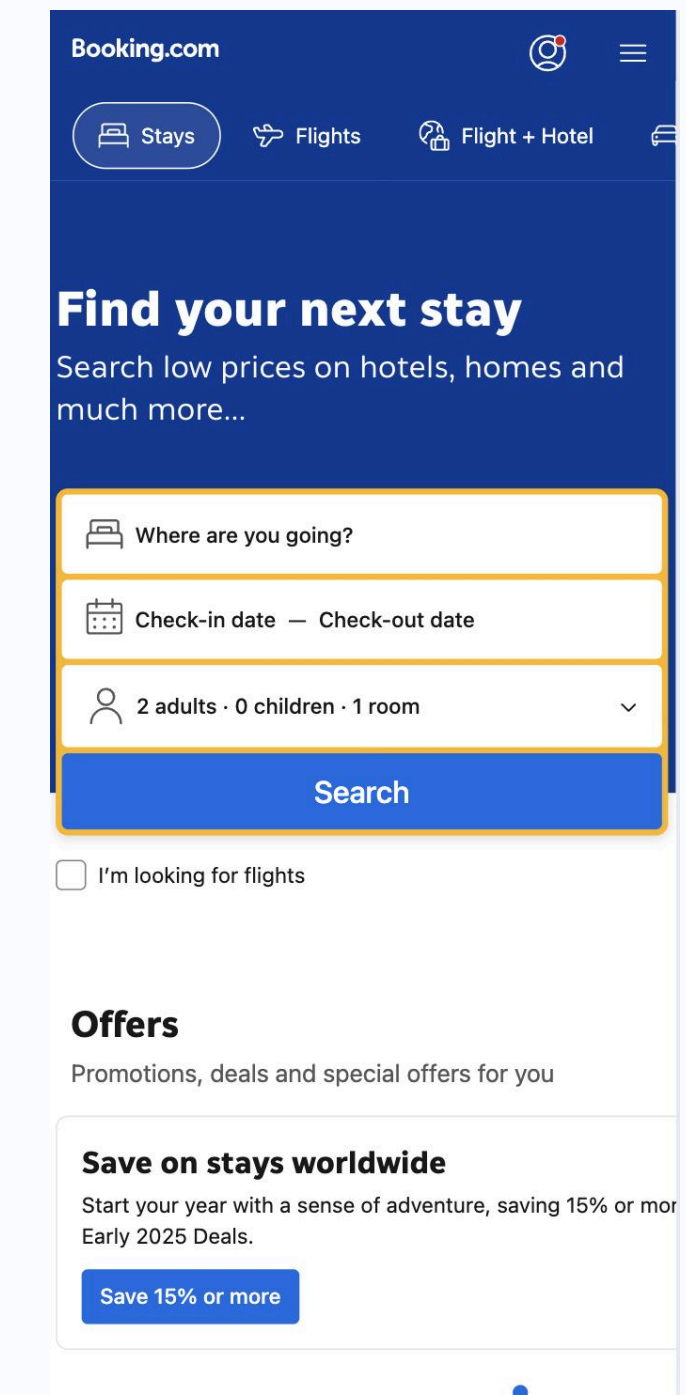 Booking.com
Stays
Flights
Flight + Hotel
Find your next stay
Search low prices on hotels, homes and
much more...
Where are you going?
Check-in date — Check-out date
2 adults · 0 children · 1 room
Search
I'm looking for flights
Offers
Promotions, deals and special offers for you
Save on stays worldwide
Start your year with a sense of adventure, saving 15% or
Early 2025 Deals.
Save 15% or more